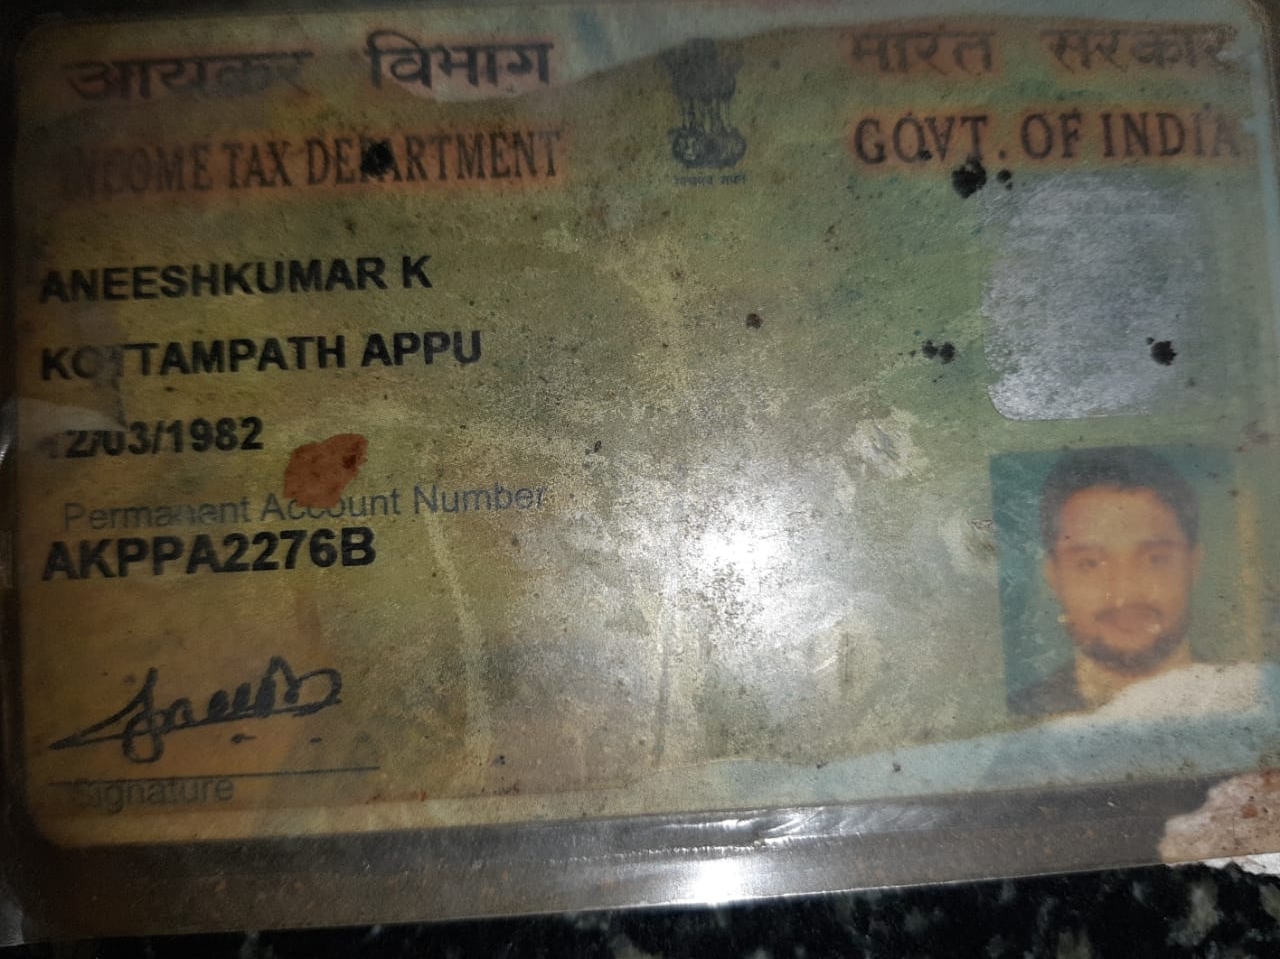 आयकर विभाग
भारत सरकार
INCOME TAX DEPARTMENT
GOVT. OF INDIA
ANEESHKUMAR K
KOTTAMPATH APPU
12/03/1982
Permanent Account Number
AKPPA2276B
Signature